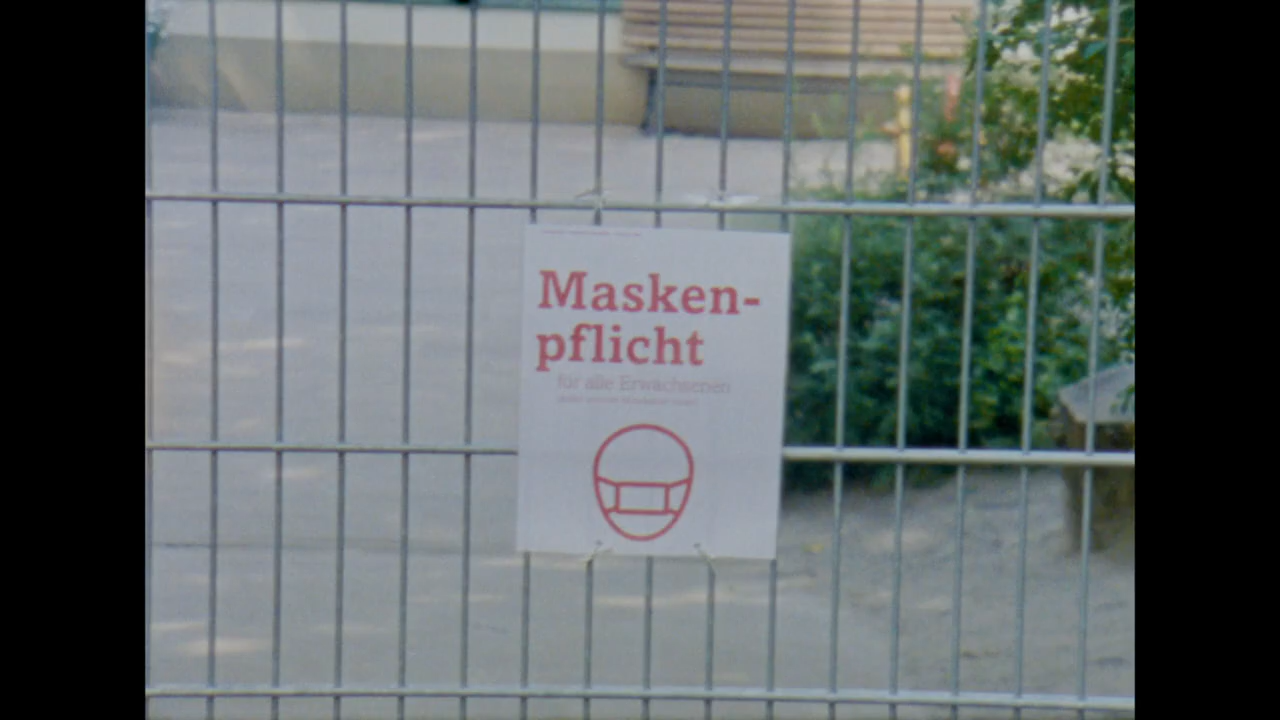 Masken-
pflicht
für alle Erwachsenen